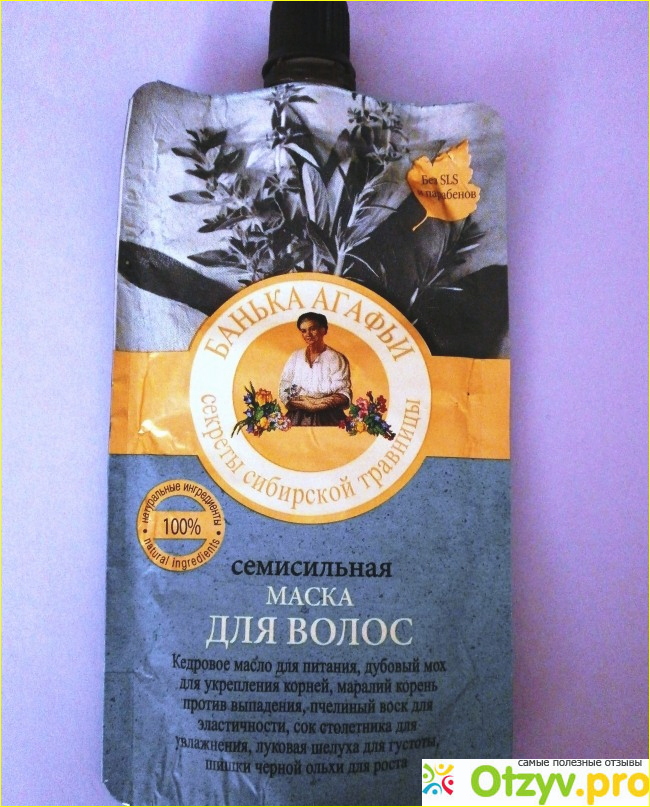 Без SLS
и парабенов
БАНЬКА АГАФЬИ
секреты сибирской травницы
натуральные ингредиенты
100%
natural ingredients
семисильная
МАСКА
ДЛЯ ВОЛОС
Кедровое масло для питания, дубовый мох
для укрепления корней, маралий корень
против выпадения, пчелиный воск для
эластичности, сок столетника для
увлажнения, луковая шелуха для густоты,
шишки черной ольхи для роста
самые полезные отзывы
Otzyv.pro